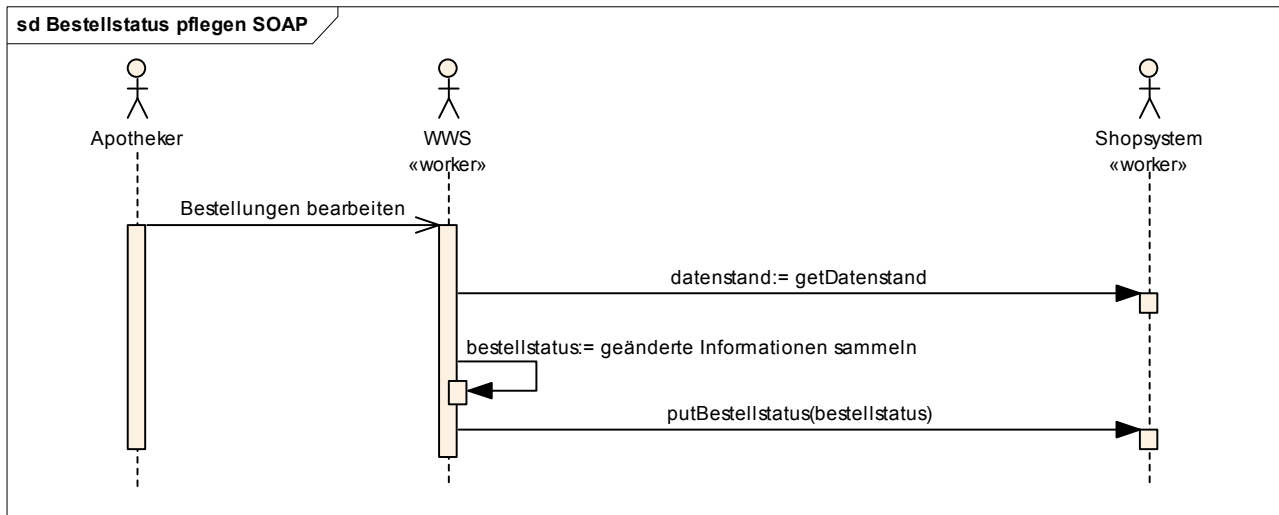 sd Bestellstatus pflegen SOAP
Apotheker
WWS
«worker»
Shopsystem
«worker»
Bestellungen bearbeiten
datenstand:= getDatenstand
bestellstatus:= geänderte Informationen sammeln
putBestellstatus(bestellstatus)